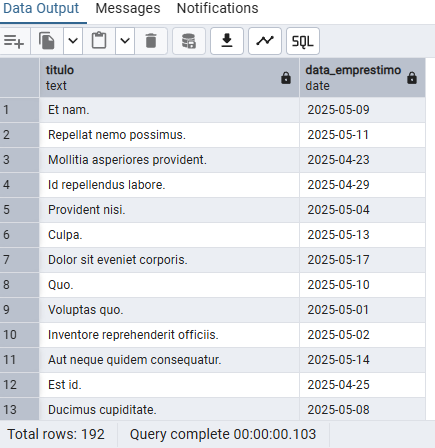 Data Output Messages Notifications
SQL
titulo data_emprestimo
text date
1 Et nam. 2025-05-09
2 Repellat nemo possimus. 2025-05-11
3 Mollitia asperiores provident. 2025-04-23
4 Id repellendus labore. 2025-04-29
5 Provident nisi. 2025-05-04
6 Culpa. 2025-05-13
7 Dolor sit eveniet corporis. 2025-05-17
8 Quo. 2025-05-10
9 Voluptas quo. 2025-05-01
10 Inventore reprehenderit officiis. 2025-05-02
11 Aut neque quidem consequatur. 2025-05-14
12 Est id. 2025-04-25
13 Ducimus cupiditate. 2025-05-08
Total rows: 192 Query complete 00:00:00.103